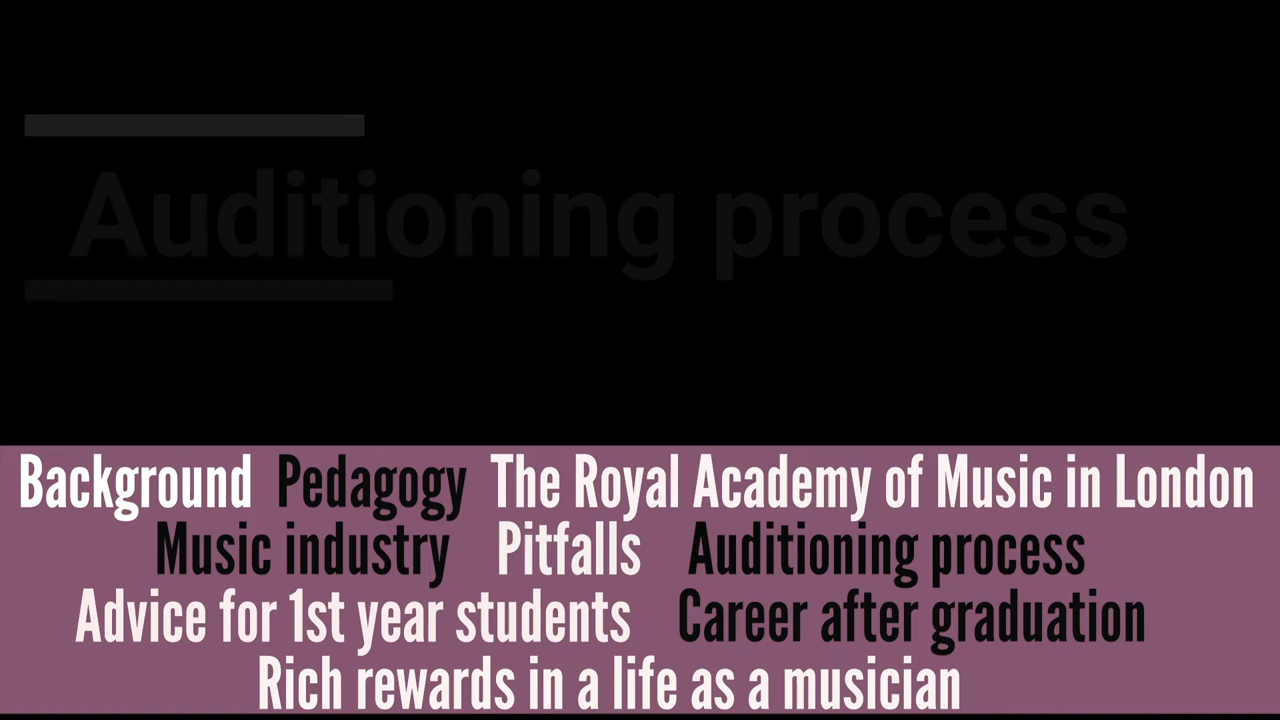 Auditioning process
Background Pedagogy The Royal Academy of Music in London
Music industry Pitfalls Auditioning process
Advice for 1st year students Career after graduation
Rich rewards in a life as a musician